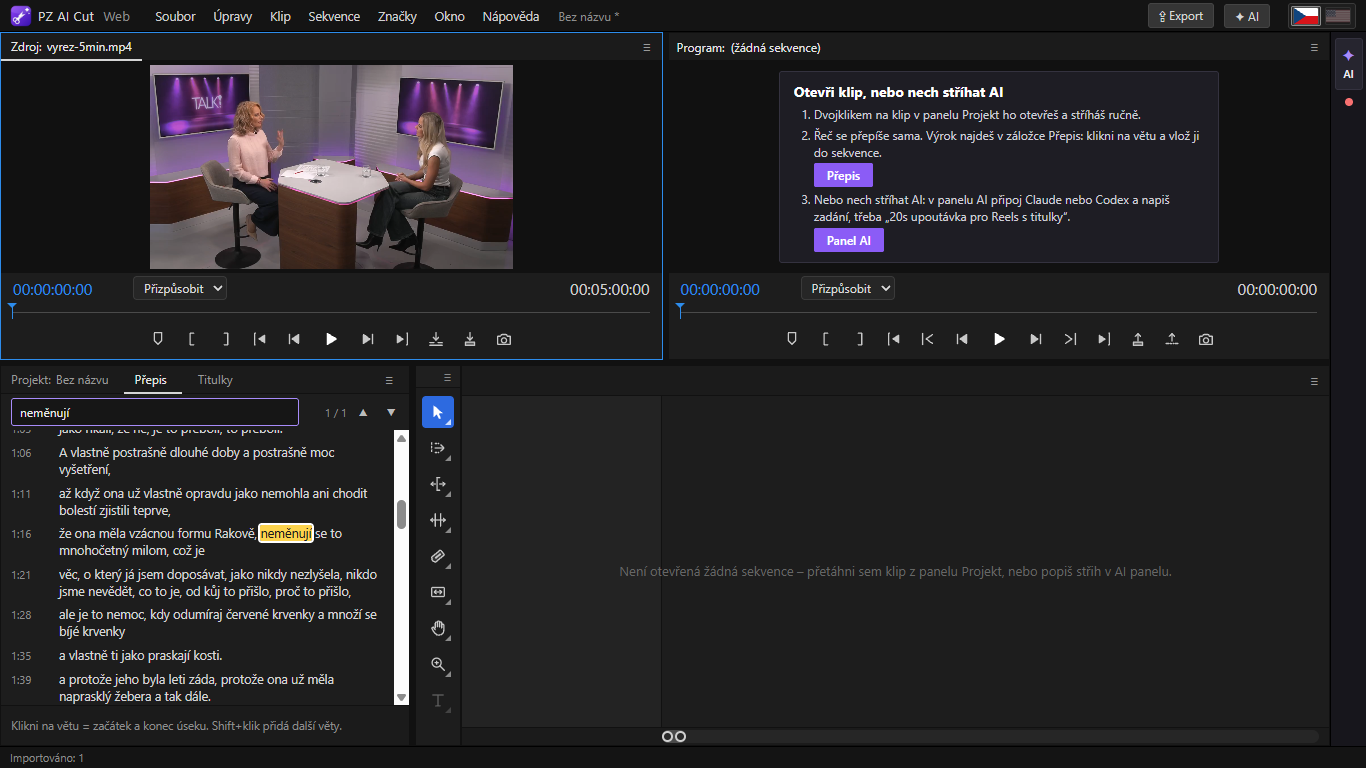 PZ AI Cut Web Soubor Úpravy Klip Sekvence Značky Okno Nápověda Bez názvu * Export AI
Zdroj: vyrez-5min.mp4
TALK
00:00:00:00 Přizpůsobit 00:05:00:00
Program: (žádná sekvence)
Otevři klip, nebo nech stříhat AI
1. Dvojklikem na klip v panelu Projekt ho otevřeš a stříháš ručně.
2. Řeč se přepíše sama. Výrok najdeš v záložce Přepis: klikni na větu a vlož ji
do sekvence.
Přepis
3. Nebo nech stříhat AI: v panelu AI připoj Claude nebo Codex a napiš
zadání, třeba „20s upoutávka pro Reels s titulky“.
Panel AI
00:00:00:00 Přizpůsobit 00:00:00:00
AI
Projekt: Bez názvu Přepis Titulky
neměnují 1 / 1
A vlastně postrašně dlouhé doby a postrašně moc
1:06
vyšetření,
1:11 až když ona už vlastně opravdu jako nemohla ani chodit
bolestí zjistili teprve,
1:16 že ona měla vzácnou formu Rakově, neměnují se to
mnohočetný milom, což je
1:21 věc, o který já jsem doposávat, jako nikdy nezlyšela, nikdo
jsme nevědět, co to je, od kůj to přišlo, proč to přišlo,
1:28 ale je to nemoc, kdy odumíraj červené krvenky a množí se
bíjé krvenky
1:35 a vlastně ti jako praskají kosti.
1:39 a protože jeho byla leti záda, protože ona už měla
naprasklý žebera a tak dále.
Klikni na větu = začátek a konec úseku. Shift+klik přidá další věty.
Není otevřená žádná sekvence – přetáhni sem klip z panelu Projekt, nebo popiš střih v AI panelu.
Importováno: 1